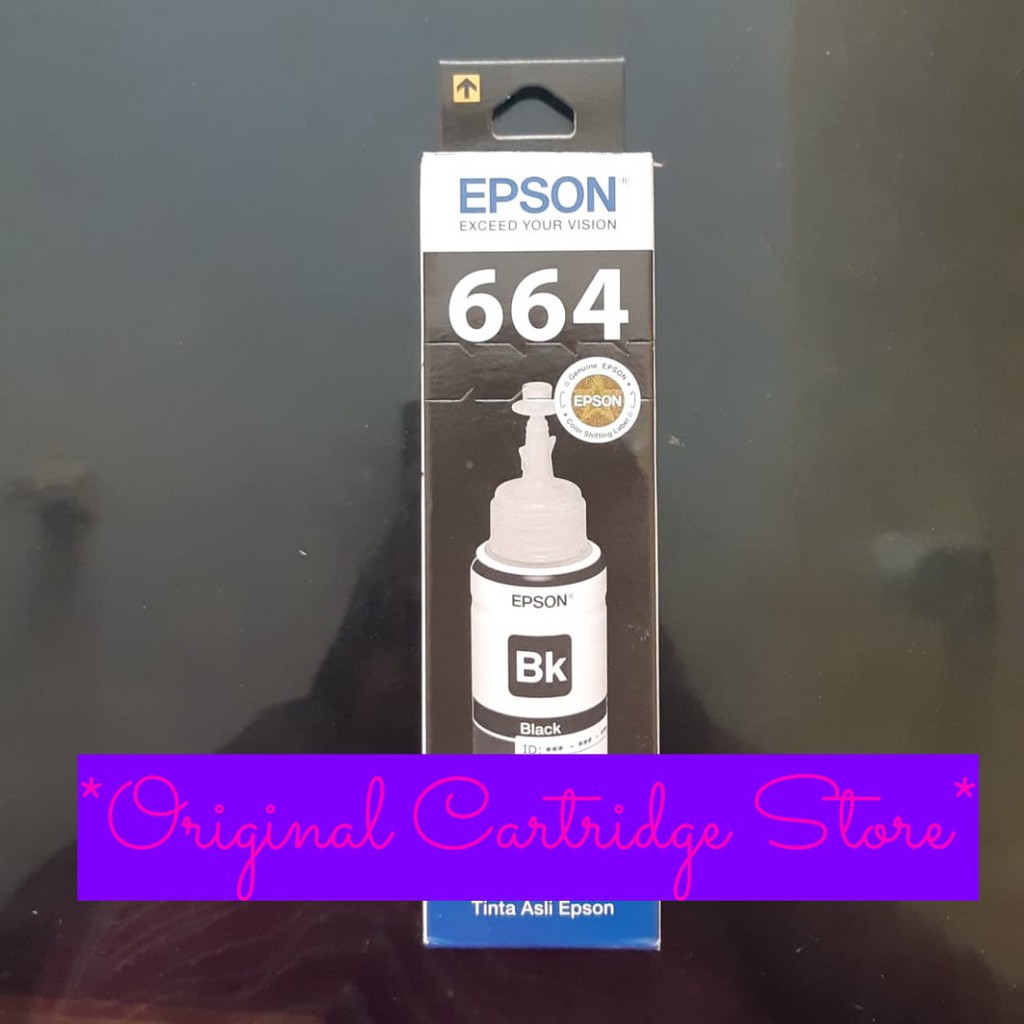 EPSON®
EXCEED YOUR VISION
664
Genuine EPSON
EPSON
Color Shifting Label
EPSON®
Bk
Black
ID: *** - *** -
*Original Cartridge Store*
Tinta Asli Epson